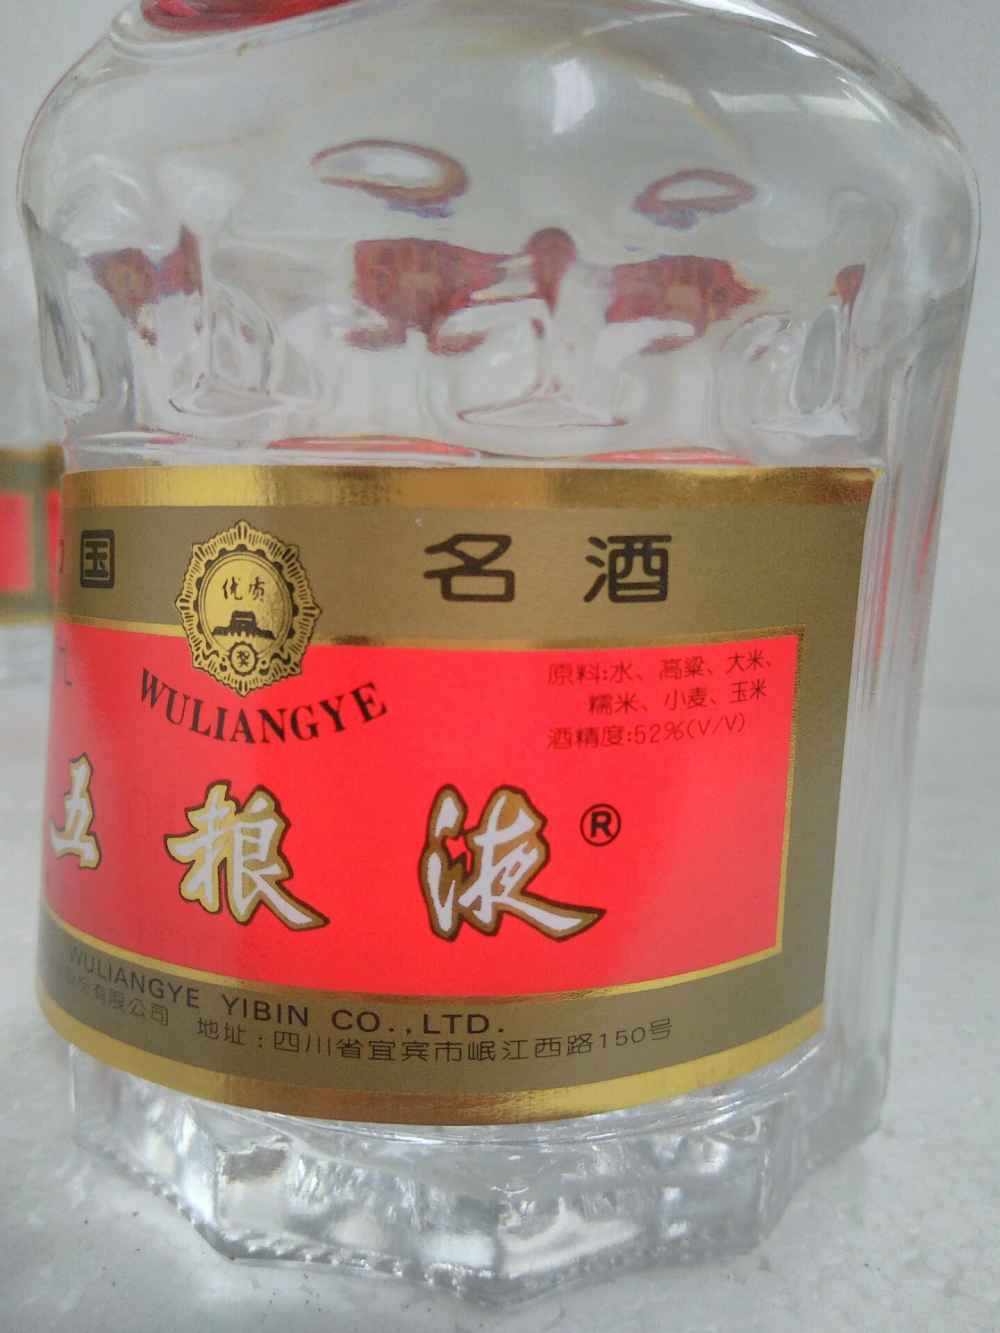 国 名酒
优质
奖
WULIANGYE
原料:水、高粱、大米、
糯米、小麦、玉米
酒精度:52%(V/V)
五粮液®
WULIANGYE YIBIN CO.,LTD.
有限公司 地址:四川省宜宾市岷江西路150号